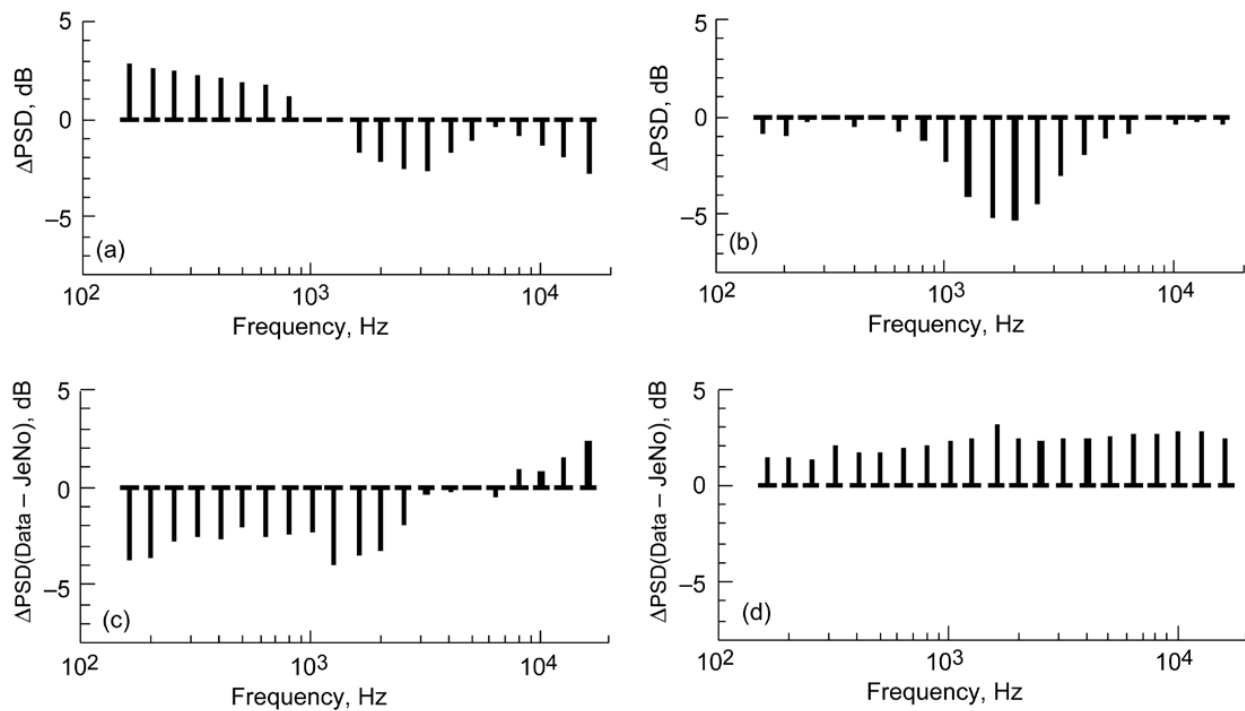 5
0
–5
ΔPSD, dB
(a)
10²
10³
10⁴
Frequency, Hz
5
0
–5
ΔPSD, dB
(b)
10²
10³
10⁴
Frequency, Hz
5
0
–5
ΔPSD(Data – JeNo), dB
(c)
10²
10³
10⁴
Frequency, Hz
5
0
–5
ΔPSD(Data – JeNo), dB
(d)
10²
10³
10⁴
Frequency, Hz